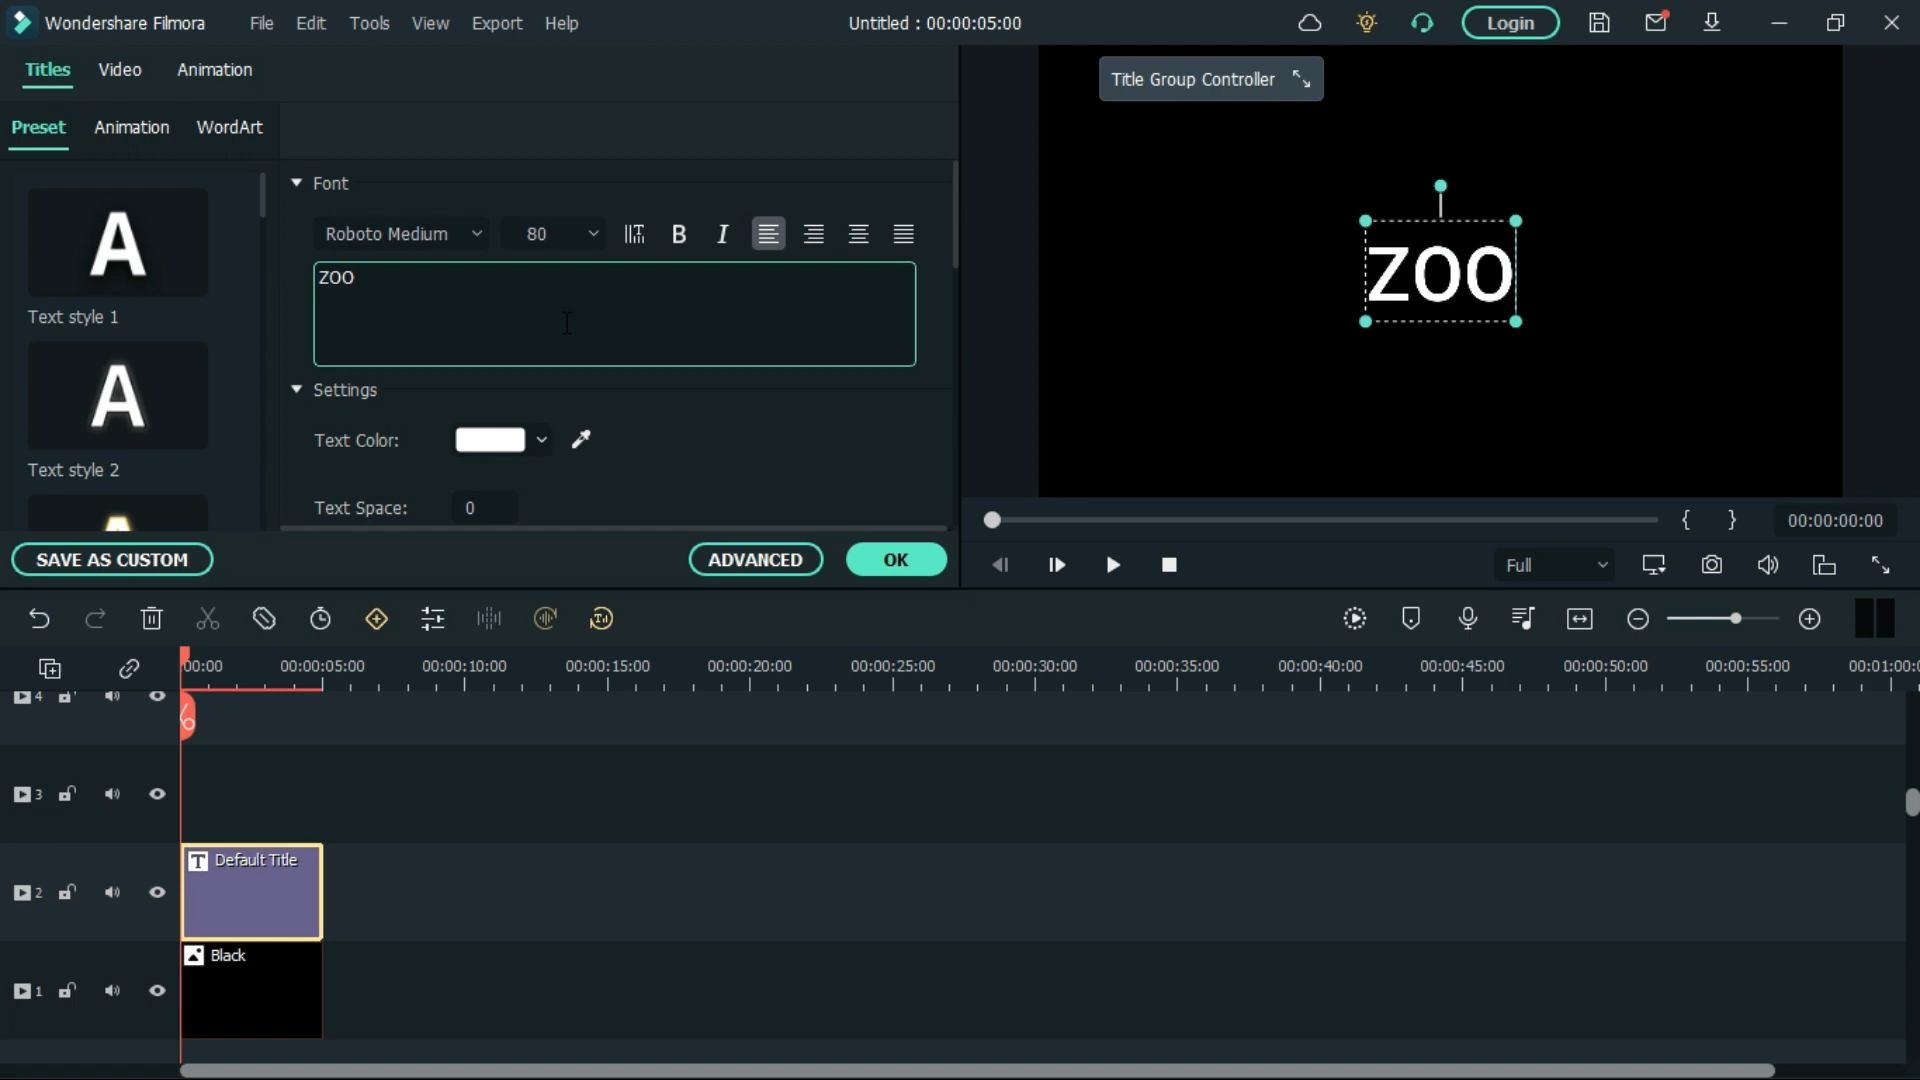 Wondershare Filmora File Edit Tools View Export Help Untitled : 00:00:05:00 Login
Titles Video Animation
Title Group Controller
Preset Animation WordArt
Font
Roboto Medium 80 B I
ZOO
A
Text style 1
A
Text style 2
Settings
Text Color:
Text Space: 0
ZOO
SAVE AS CUSTOM ADVANCED OK
{ } 00:00:00:00
Full
00:00 00:00:05:00 00:00:10:00 00:00:15:00 00:00:20:00 00:00:25:00 00:00:30:00 00:00:35:00 00:00:40:00 00:00:45:00 00:00:50:00 00:00:55:00 00:01:00:0
4
3
2
T Default Title
Black
1